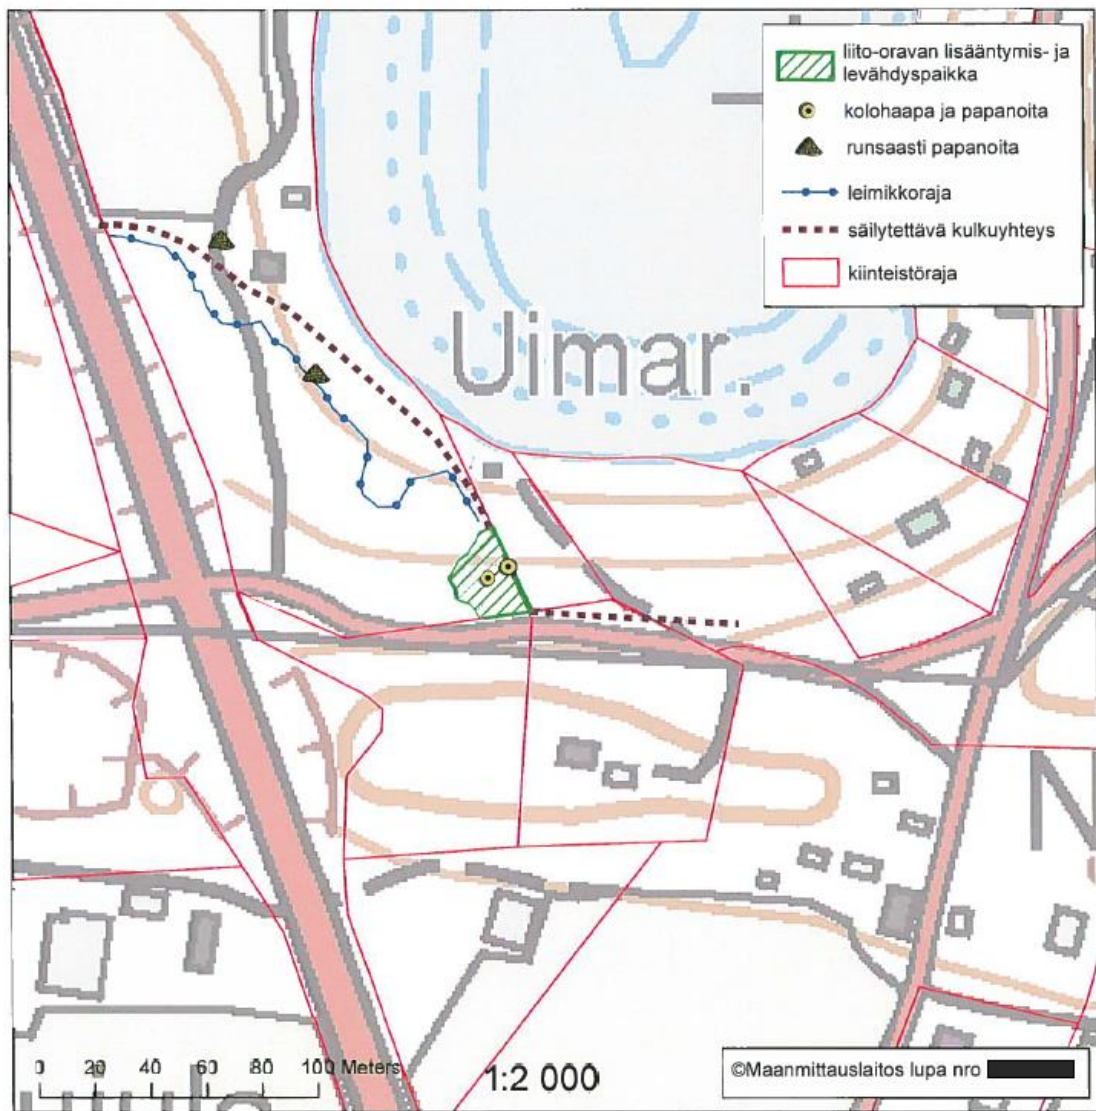 liito-oravan lisääntymis- ja
levähdyspaikka
kolohaapa ja papanoita
runsaasti papanoita
leimikkoraja
säilytettävä kulkuyhteys
kiinteistöraja
Uimar.
N
0 20 40 60 80 100 Meters
1:2 000
©Maanmittauslaitos lupa nro